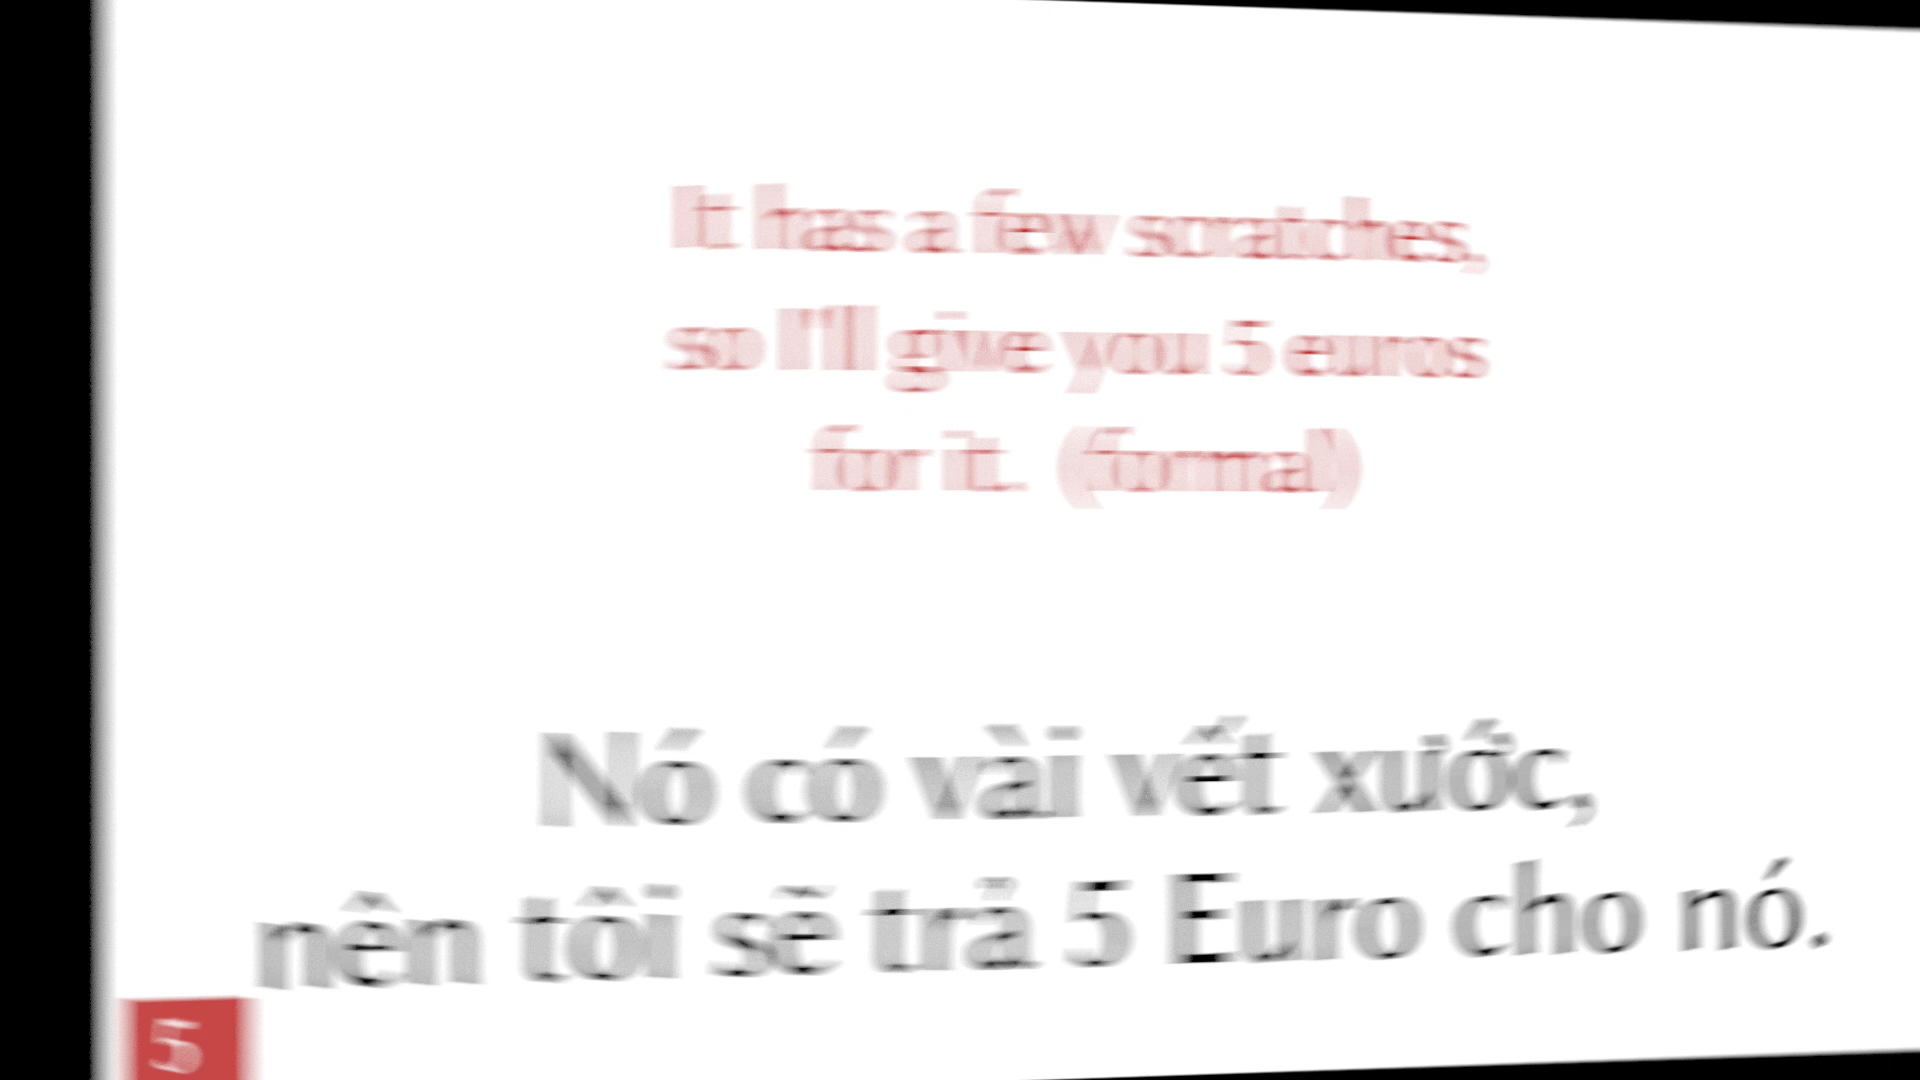 It has a few scratches,
so I'll give you 5 euros
for it. (formal)
Nó có vài vết xước,
nên tôi sẽ trả 5 Euro cho nó.
5